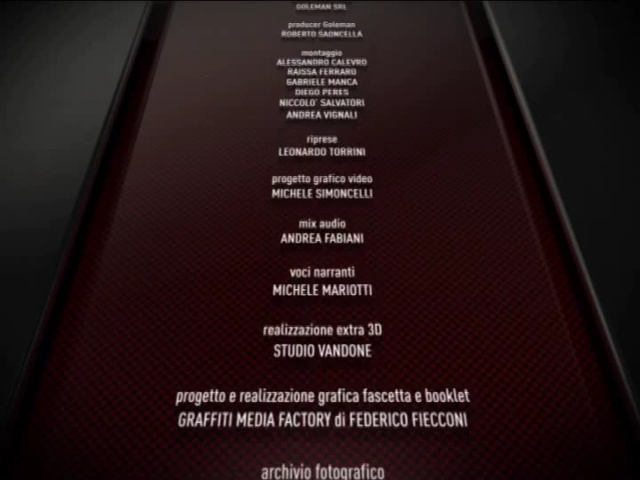 GOLEMAN SRL
producer Goleman
ROBERTO SAONCELLA
montaggio
ALESSANDRO CALEVRO
RAISSA FERRARO
GABRIELE MANCA
DIEGO PERES
NICCOLO' SALVATORI
ANDREA VIGNALI
riprese
LEONARDO TORRINI
progetto grafico video
MICHELE SIMONCELLI
mix audio
ANDREA FABIANI
voci narranti
MICHELE MARIOTTI
realizzazione extra 3D
STUDIO VANDONE
progetto e realizzazione grafica fascetta e booklet
GRAFFITI MEDIA FACTORY di FEDERICO FIECCONI
archivio fotografico